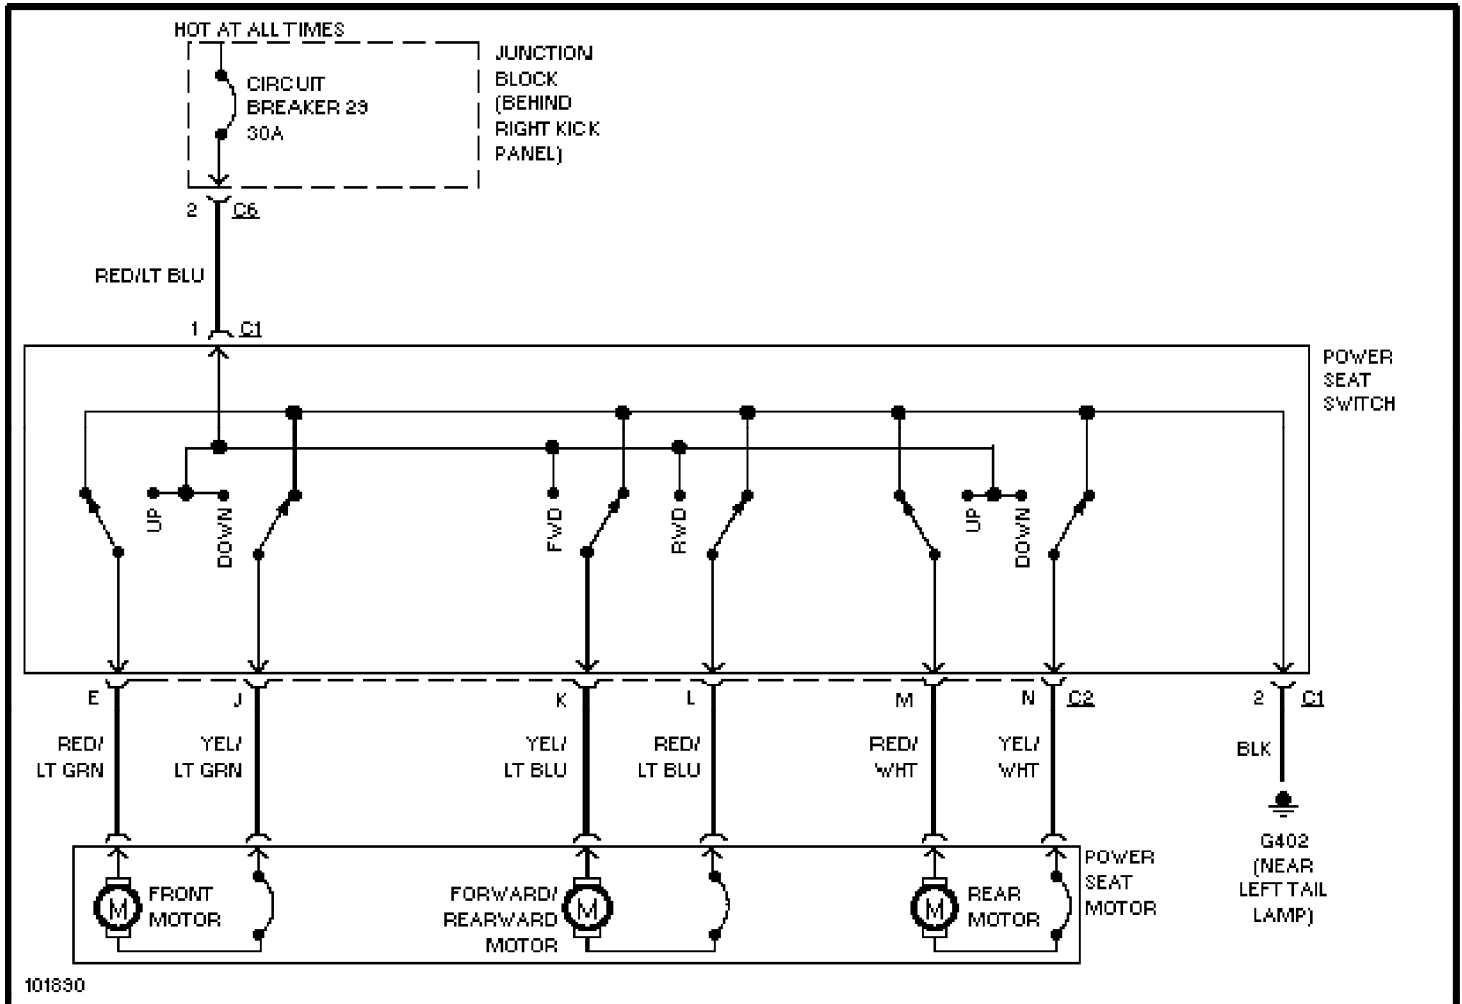 HOT AT ALL TIMES
JUNCTION
BLOCK
(BEHIND
RIGHT KICK
PANEL)
CIRCUIT
BREAKER 29
30A
2 C6
RED/LT BLU
1 C1
POWER
SEAT
SWITCH
UP
DOWN
FWD
RWD
UP
DOWN
E J K L M N C2 2 C1
RED/
LT GRN
YEL/
LT GRN
YEL/
LT BLU
RED/
LT BLU
RED/
WHT
YEL/
WHT
BLK
G402
(NEAR
LEFT TAIL
LAMP)
M
FRONT
MOTOR
FORWARD/
REARWARD
MOTOR
M
M
REAR
MOTOR
POWER
SEAT
MOTOR
101890